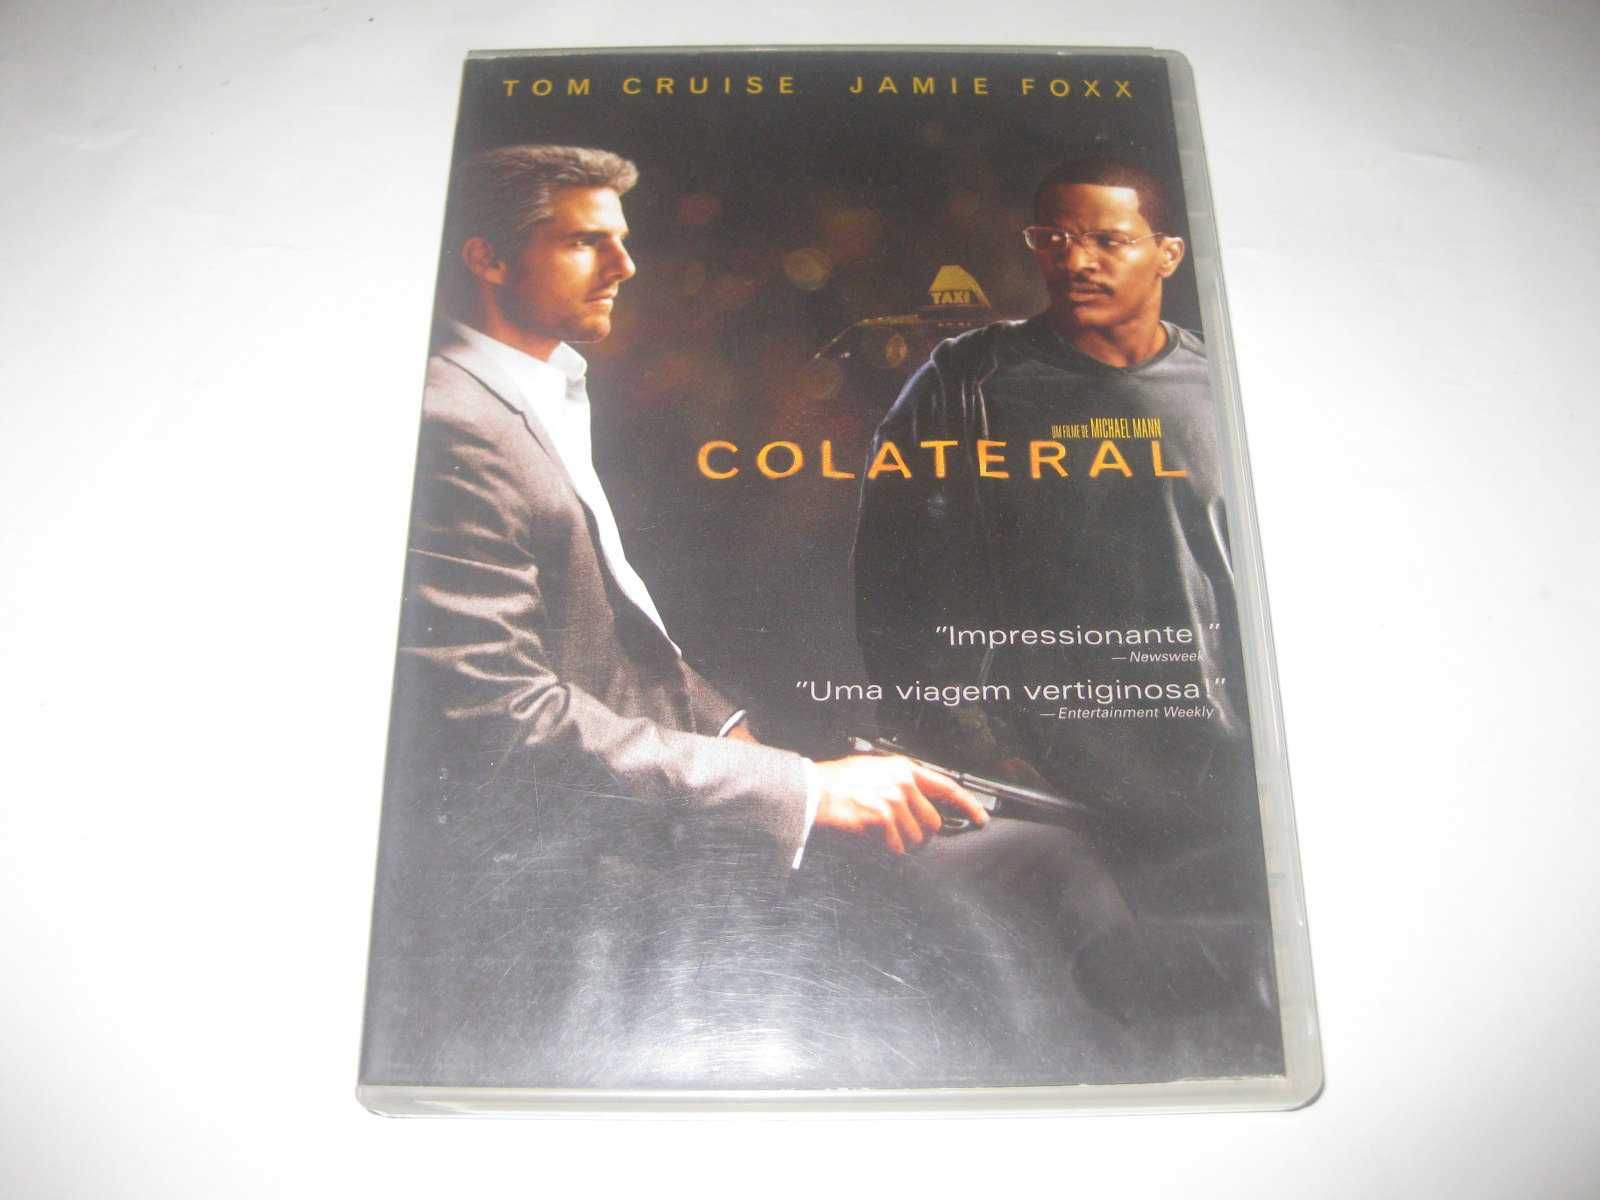 TOM CRUISE JAMIE FOXX
TAXI
UM FILME DE MICHAEL MANN
COLATERAL
"Impressionante!"
— Newsweek
"Uma viagem vertiginosa!"
— Entertainment Weekly